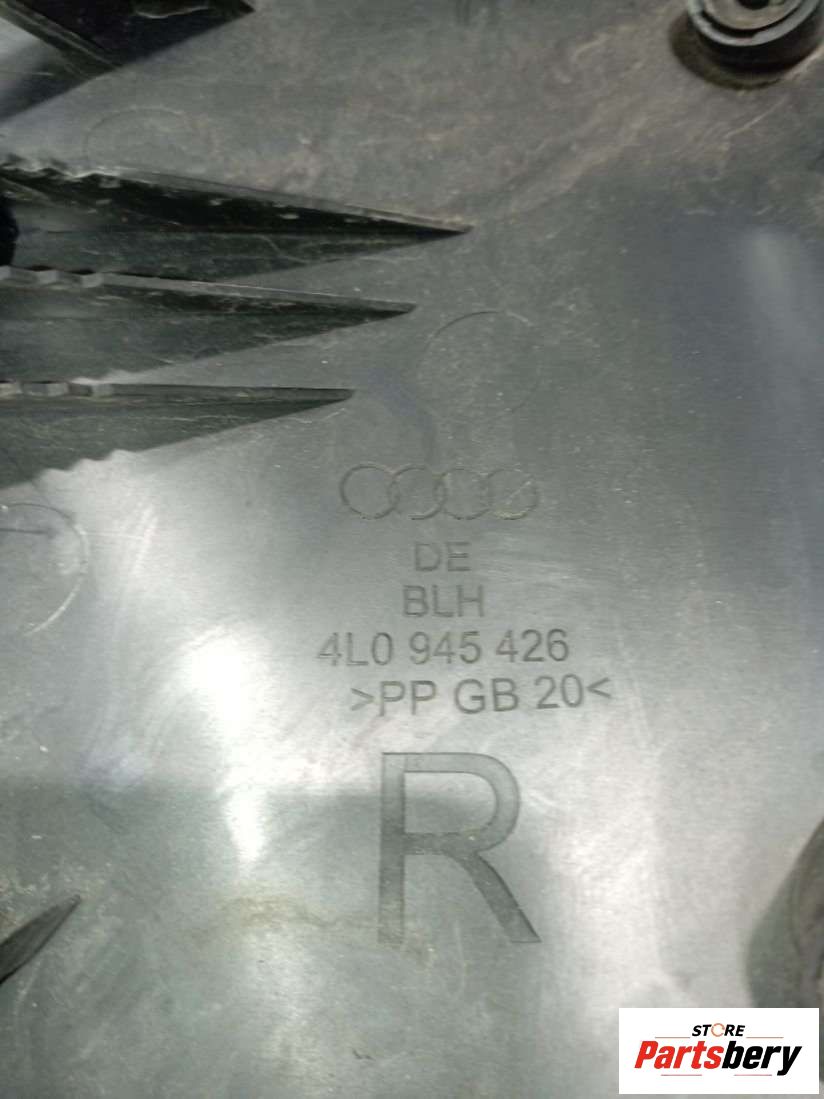 DE
BLH
4L0 945 426
>PP GB 20<
R
STORE
Partsbery